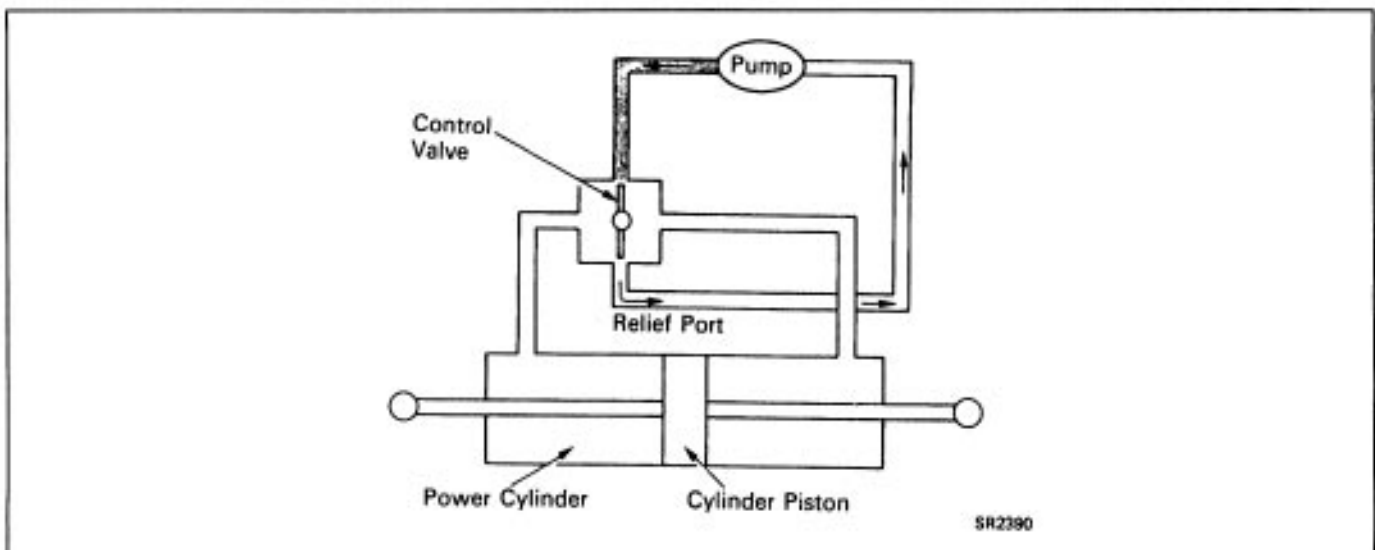 Pump
Control
Valve
Relief Port
Power Cylinder
Cylinder Piston
SR2390